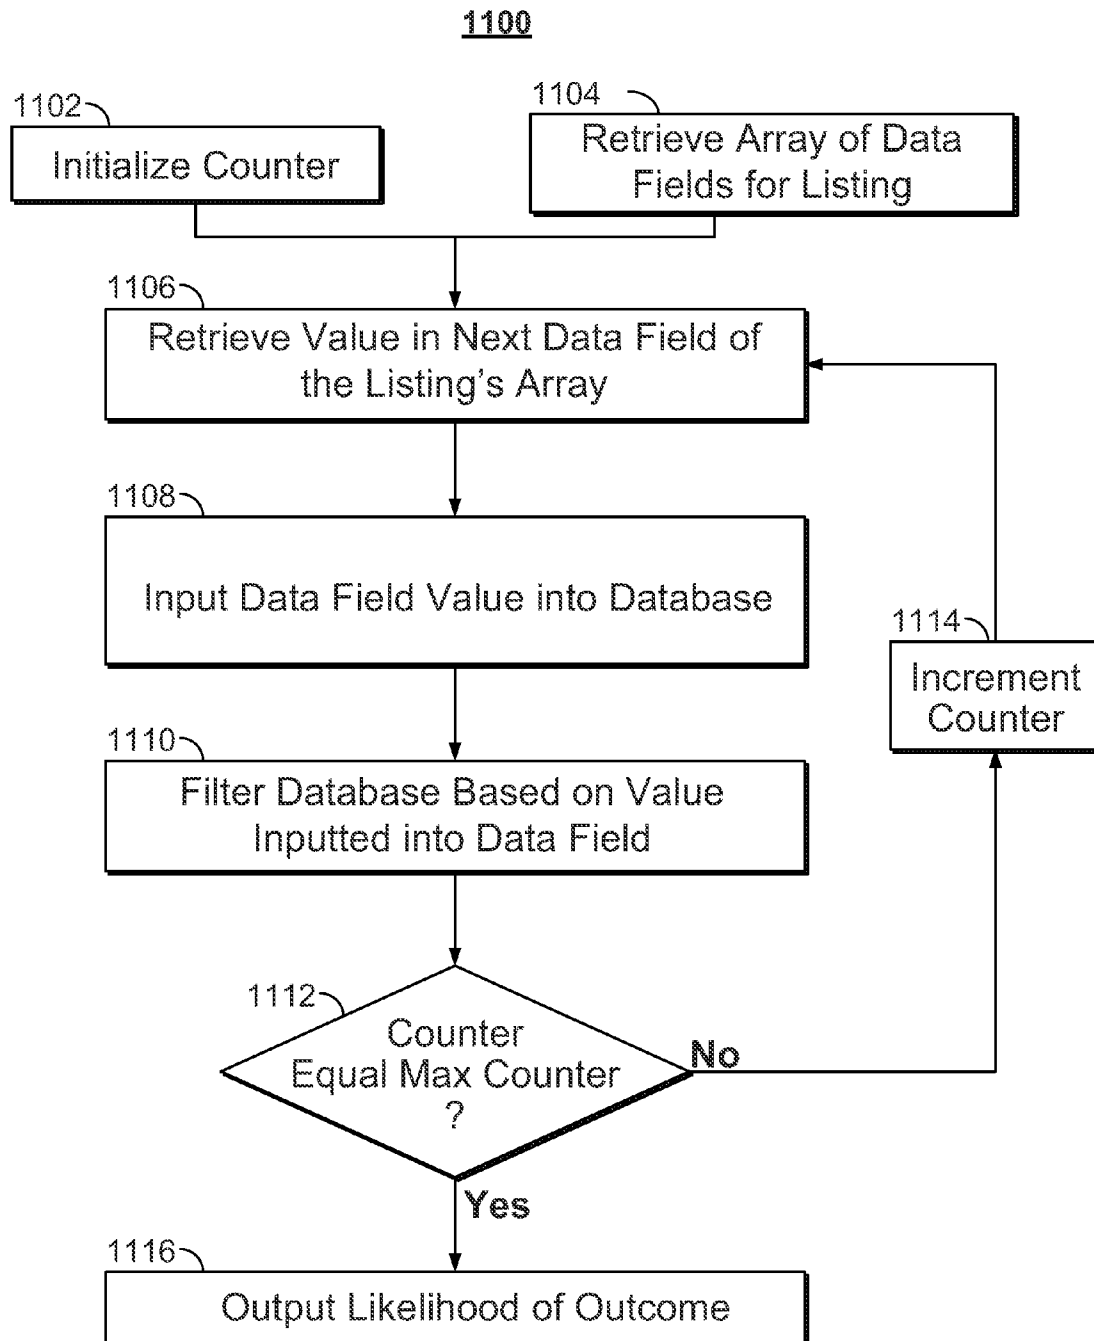 1100
1102
Initialize Counter
1104
Retrieve Array of Data
Fields for Listing
1106
Retrieve Value in Next Data Field of
the Listing's Array
1108
Input Data Field Value into Database
1114
Increment
Counter
1110
Filter Database Based on Value
Inputted into Data Field
1112
Counter
Equal Max Counter
?
No
Yes
1116
Output Likelihood of Outcome